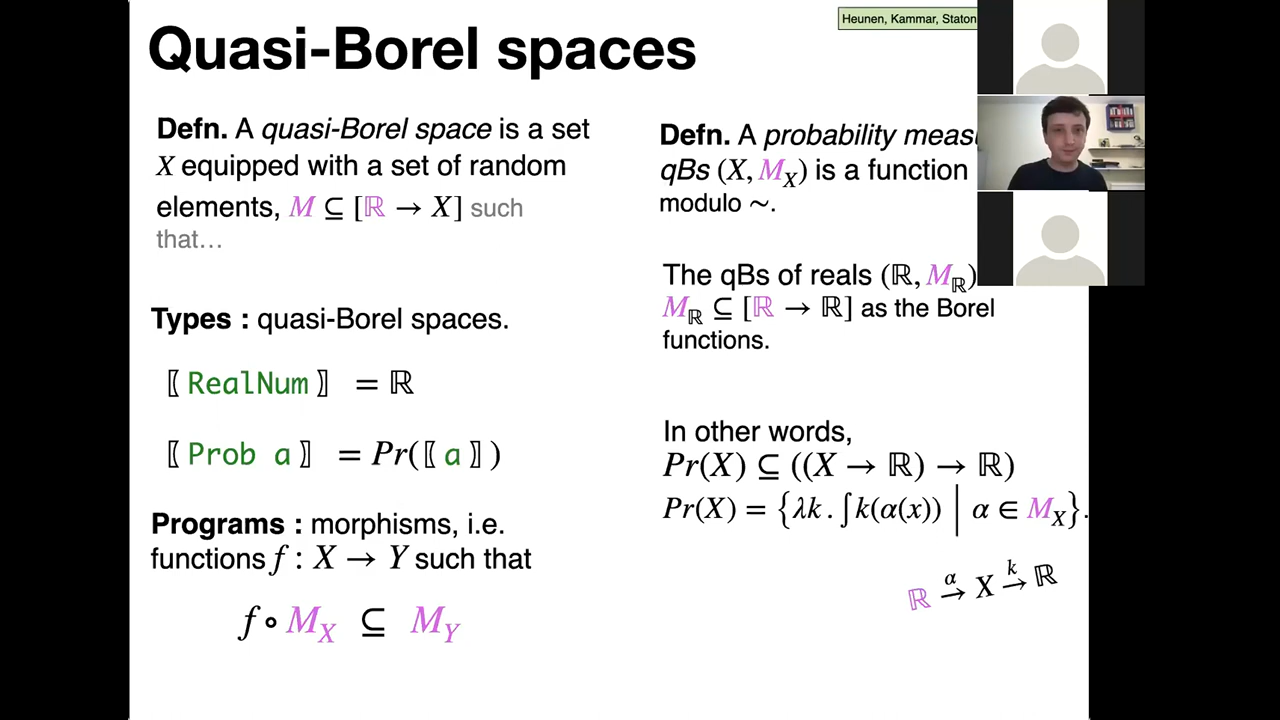 Quasi-Borel spaces
Heunen, Kammar, Staton
Defn. A quasi-Borel space is a set
X equipped with a set of random
elements, M ⊆ [ℝ → X] such
that…
Types : quasi-Borel spaces.
⟦ RealNum ⟧ = ℝ
⟦ Prob a ⟧ = Pr(⟦ a ⟧)
Programs : morphisms, i.e.
functions f : X → Y such that
f ∘ M_X ⊆ M_Y
Defn. A probability meas
qBs (X, M_X) is a function
modulo ∼.
The qBs of reals (ℝ, M_ℝ)
M_ℝ ⊆ [ℝ → ℝ] as the Borel
functions.
In other words,
Pr(X) ⊆ ((X → ℝ) → ℝ)
Pr(X) = {λk . ∫k(α(x)) | α ∈ M_X}.
ℝ →^α X →^k ℝ